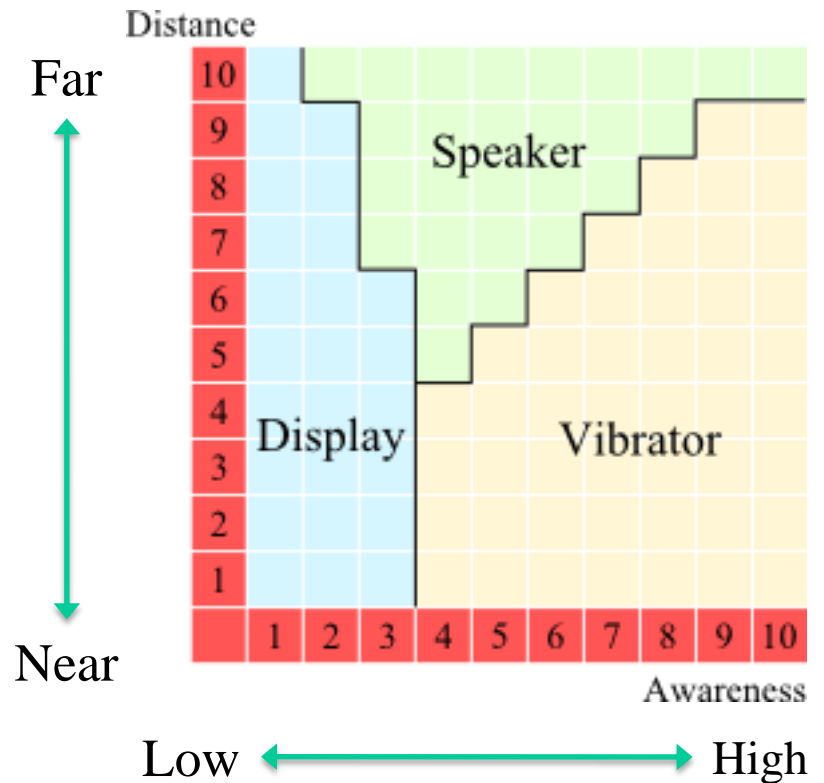 Distance
Far
10
9
Speaker
8
7
6
5
4
Display
Vibrator
3
2
1
1 2 3 4 5 6 7 8 9 10
Near
Awareness
Low
High